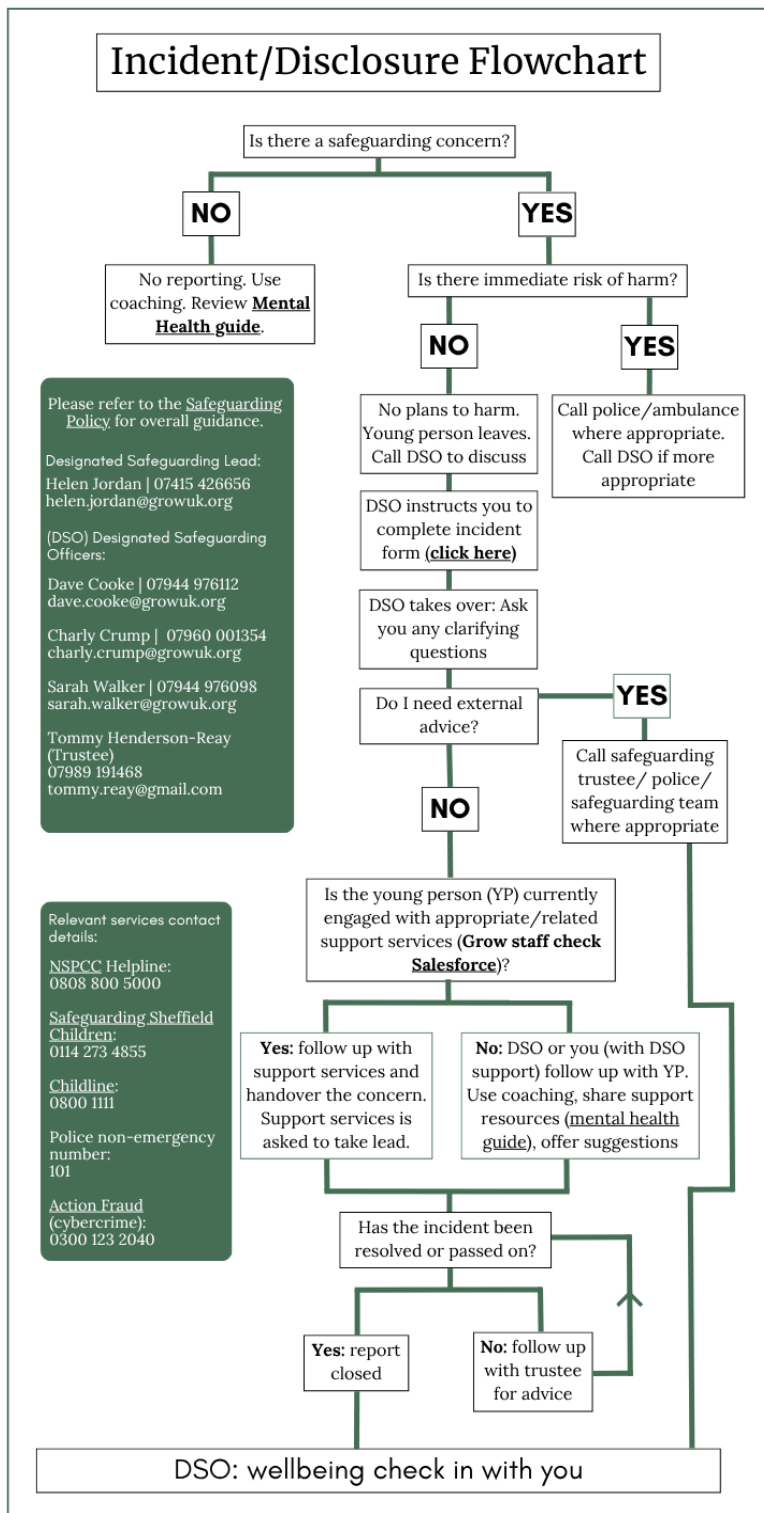 Incident/Disclosure Flowchart
Is there a safeguarding concern?
NO
YES
No reporting. Use
coaching. Review Mental
Health guide.
Is there immediate risk of harm?
NO
YES
No plans to harm.
Young person leaves.
Call DSO to discuss
Call police/ambulance
where appropriate.
Call DSO if more
appropriate
DSO instructs you to
complete incident
form (click here)
DSO takes over: Ask
you any clarifying
questions
Do I need external
advice?
YES
Call safeguarding
trustee/ police/
safeguarding team
where appropriate
NO
Is the young person (YP) currently
engaged with appropriate/related
support services (Grow staff check
Salesforce)?
Yes: follow up with
support services and
handover the concern.
Support services is
asked to take lead.
No: DSO or you (with DSO
support) follow up with YP.
Use coaching, share support
resources (mental health
guide), offer suggestions
Has the incident been
resolved or passed on?
Yes: report
closed
No: follow up
with trustee
for advice
DSO: wellbeing check in with you
Please refer to the Safeguarding
Policy for overall guidance.
Designated Safeguarding Lead:
Helen Jordan | 07415 426656
helen.jordan@growuk.org
(DSO) Designated Safeguarding
Officers:
Dave Cooke | 07944 976112
dave.cooke@growuk.org
Charly Crump | 07960 001354
charly.crump@growuk.org
Sarah Walker | 07944 976098
sarah.walker@growuk.org
Tommy Henderson-Reay
(Trustee)
07989 191468
tommy.reay@gmail.com
Relevant services contact
details:
NSPCC Helpline:
0808 800 5000
Safeguarding Sheffield
Children:
0114 273 4855
Childline:
0800 1111
Police non-emergency
number:
101
Action Fraud
(cybercrime):
0300 123 2040